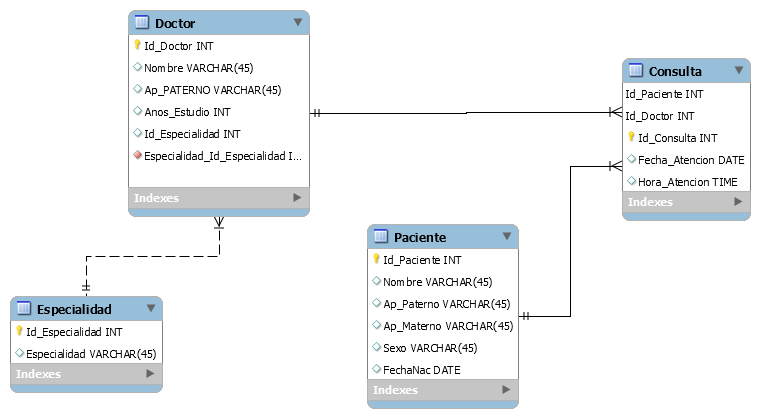 Doctor
Id_Doctor INT
Nombre VARCHAR(45)
Ap_PATERNO VARCHAR(45)
Anos_Estudio INT
Id_Especialidad INT
Especialidad_Id_Especialidad I...
Indexes
Consulta
Id_Paciente INT
Id_Doctor INT
Id_Consulta INT
Fecha_Atencion DATE
Hora_Atencion TIME
Indexes
Paciente
Id_Paciente INT
Nombre VARCHAR(45)
Ap_Paterno VARCHAR(45)
Ap_Materno VARCHAR(45)
Sexo VARCHAR(45)
FechaNac DATE
Indexes
Especialidad
Id_Especialidad INT
Especialidad VARCHAR(45)
Indexes